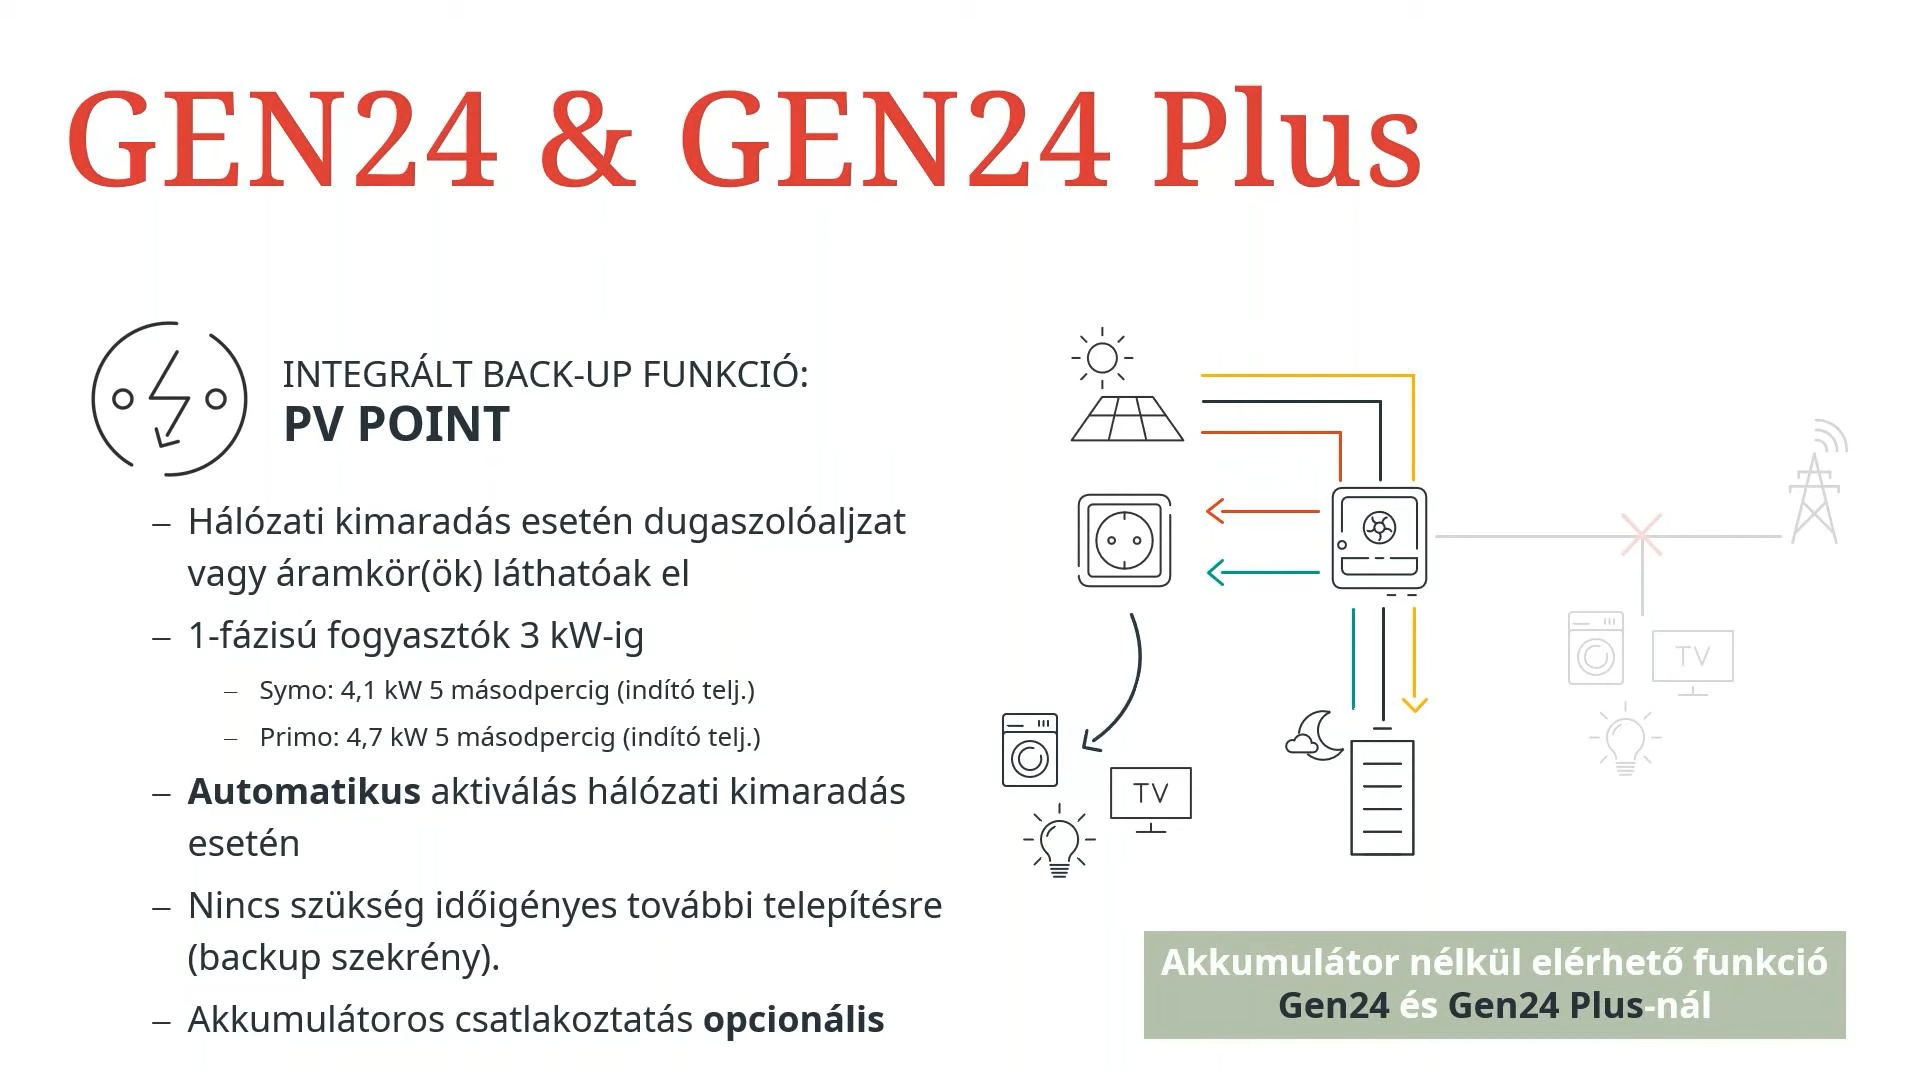 GEN24 & GEN24 Plus
INTEGRÁLT BACK-UP FUNKCIÓ:
PV POINT
– Hálózati kimaradás esetén dugaszolóaljzat
vagy áramkör(ök) láthatóak el
– 1-fázisú fogyasztók 3 kW-ig
– Symo: 4,1 kW 5 másodpercig (indító telj.)
– Primo: 4,7 kW 5 másodpercig (indító telj.)
– Automatikus aktiválás hálózati kimaradás
esetén
– Nincs szükség időigényes további telepítésre
(backup szekrény).
– Akkumulátoros csatlakoztatás opcionális
TV
TV
Akkumulátor nélkül elérhető funkció
Gen24 és Gen24 Plus-nál